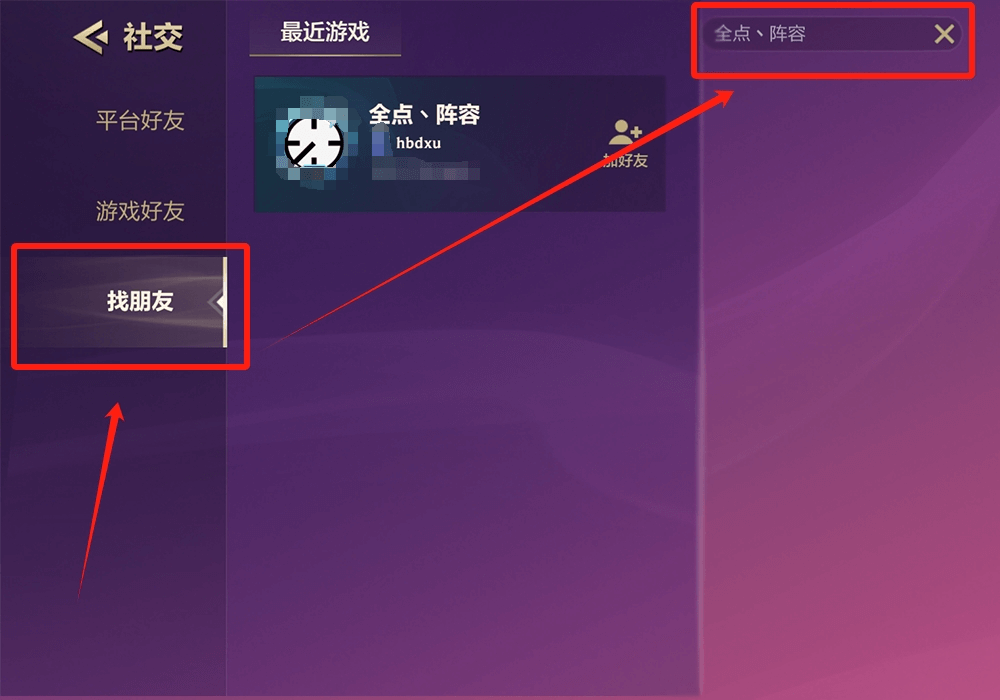 社交
平台好友
游戏好友
找朋友
最近游戏
全点、阵容
hbdxu
加好友
全点、阵容